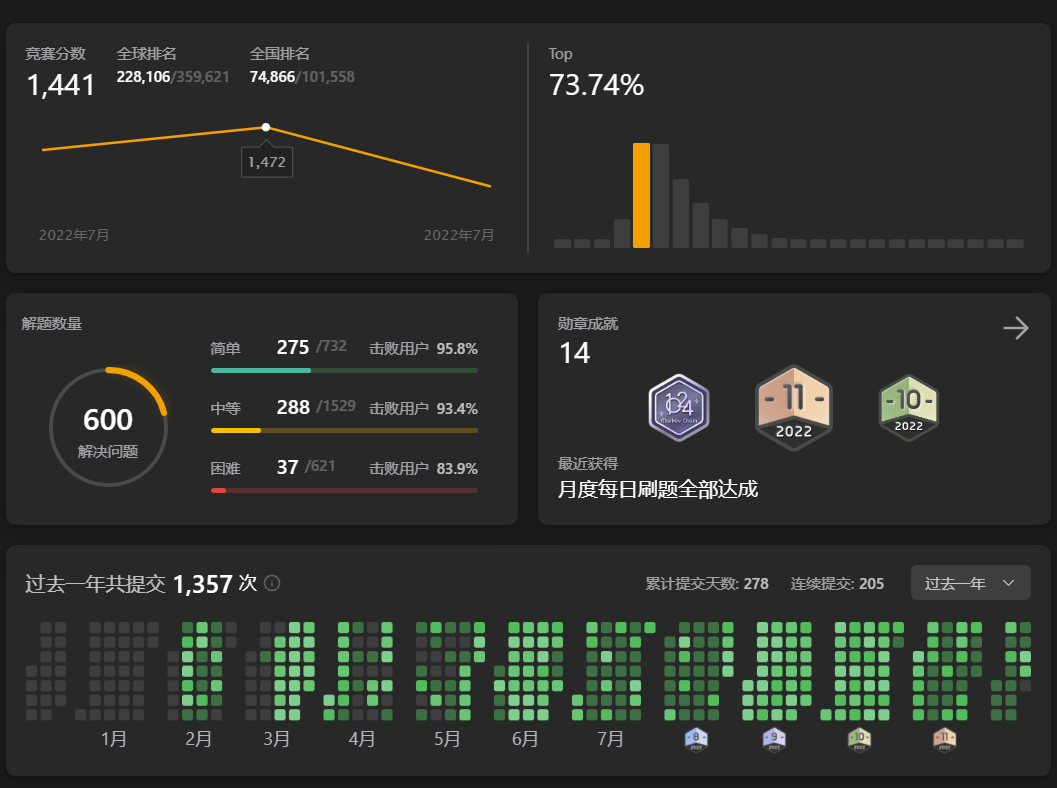 竞赛分数 全球排名 全国排名
1,441 228,106/359,621 74,866/101,558
1,472
2022年7月 2022年7月
Top
73.74%
解题数量
600
解决问题
简单 275 /732 击败用户 95.8%
中等 288 /1529 击败用户 93.4%
困难 37 /621 击败用户 83.9%
勋章成就
14
1024
Markov Chain
-11-
2022
-10-
2022
最近获得
月度每日刷题全部达成
过去一年共提交 1,357 次
累计提交天数: 278 连续提交: 205 过去一年
1月 2月 3月 4月 5月 6月 7月
-8- 2022
-9- 2022
-10- 2022
-11- 2022